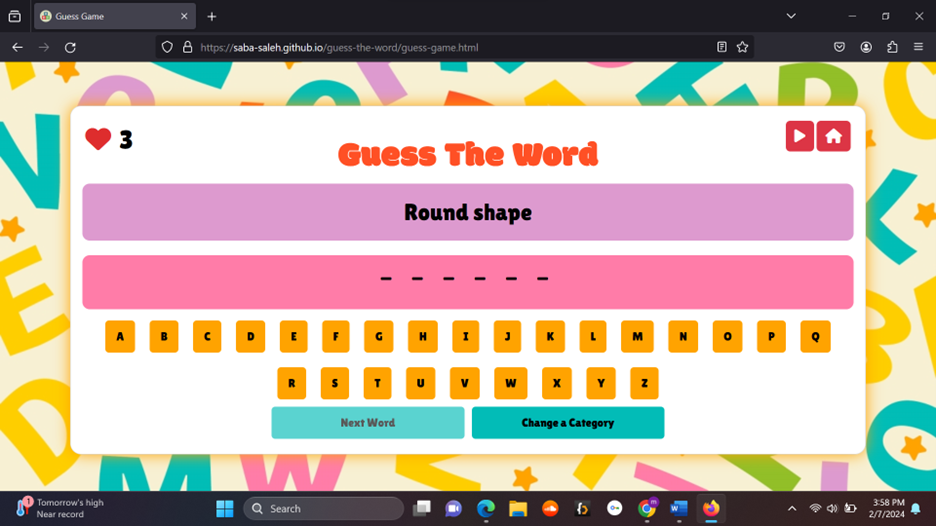 Guess Game
https://saba-saleh.github.io/guess-the-word/guess-game.html
3
Guess The Word
Round shape
_ _ _ _ _ _
A B C D E F G H I J K L M N O P Q
R S T U V W X Y Z
Next Word Change a Category
1
Tomorrow's high
Near record
Search
3:58 PM
2/7/2024